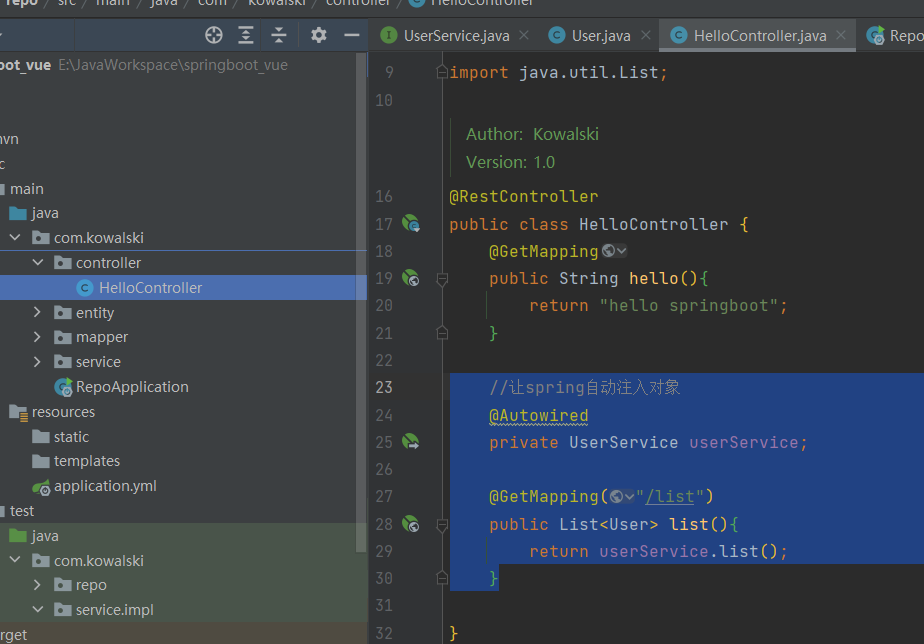 repo / src / main / java / com / kowalski / controller / HelloController
UserService.java
User.java
HelloController.java
Repo
oot_vue E:\JavaWorkspace\springboot_vue
vn
c
main
java
com.kowalski
controller
HelloController
entity
mapper
service
RepoApplication
resources
static
templates
application.yml
test
java
com.kowalski
repo
service.impl
rget
9 import java.util.List;
10
Author: Kowalski
Version: 1.0
16 @RestController
17 public class HelloController {
18 @GetMapping
19 public String hello(){
20 return "hello springboot";
21 }
22
23 //让spring自动注入对象
24 @Autowired
25 private UserService userService;
26
27 @GetMapping("/list")
28 public List<User> list(){
29 return userService.list();
30 }
31
32 }